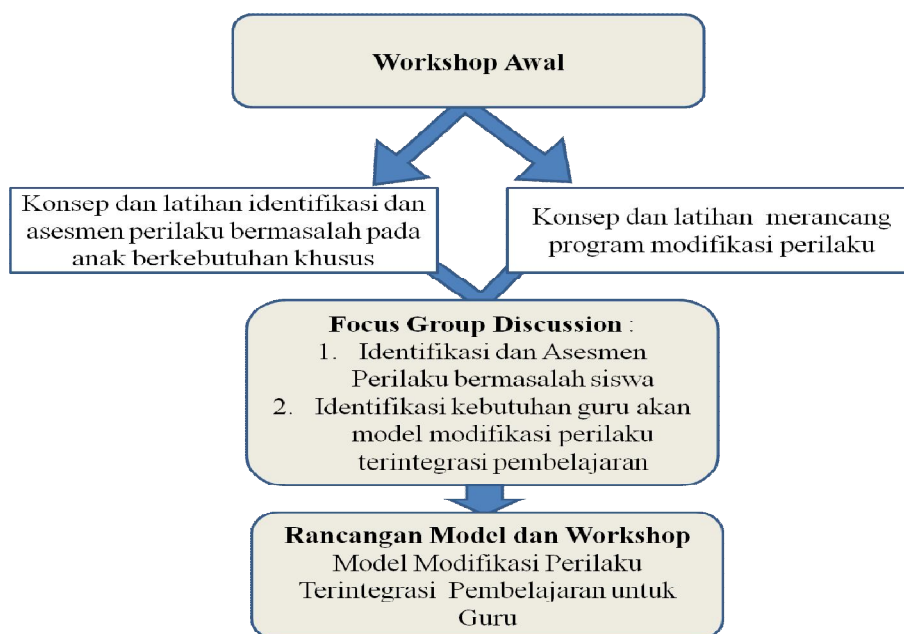 Workshop Awal
Konsep dan latihan identifikasi dan
asesmen perilaku bermasalah pada
anak berkebutuhan khusus
Konsep dan latihan merancang
program modifikasi perilaku
Focus Group Discussion :
1. Identifikasi dan Asesmen
Perilaku bermasalah siswa
2. Identifikasi kebutuhan guru akan
model modifikasi perilaku
terintegrasi pembelajaran
Rancangan Model dan Workshop
Model Modifikasi Perilaku
Terintegrasi Pembelajaran untuk
Guru